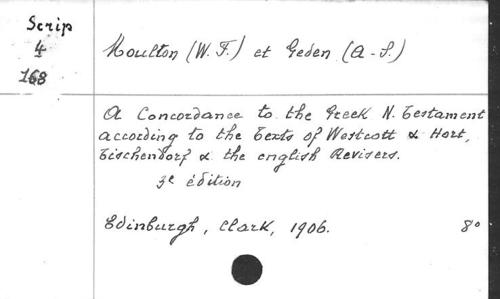 Scrip
4
168
Moulton (W. F.) et Geden (A-S.)
A Concordance to the Greek N. Testament
according to the texts of Westcott & Hort,
Tischendorf & the english Revisers.
3e édition
Edinburgh, Clark, 1906. 8°